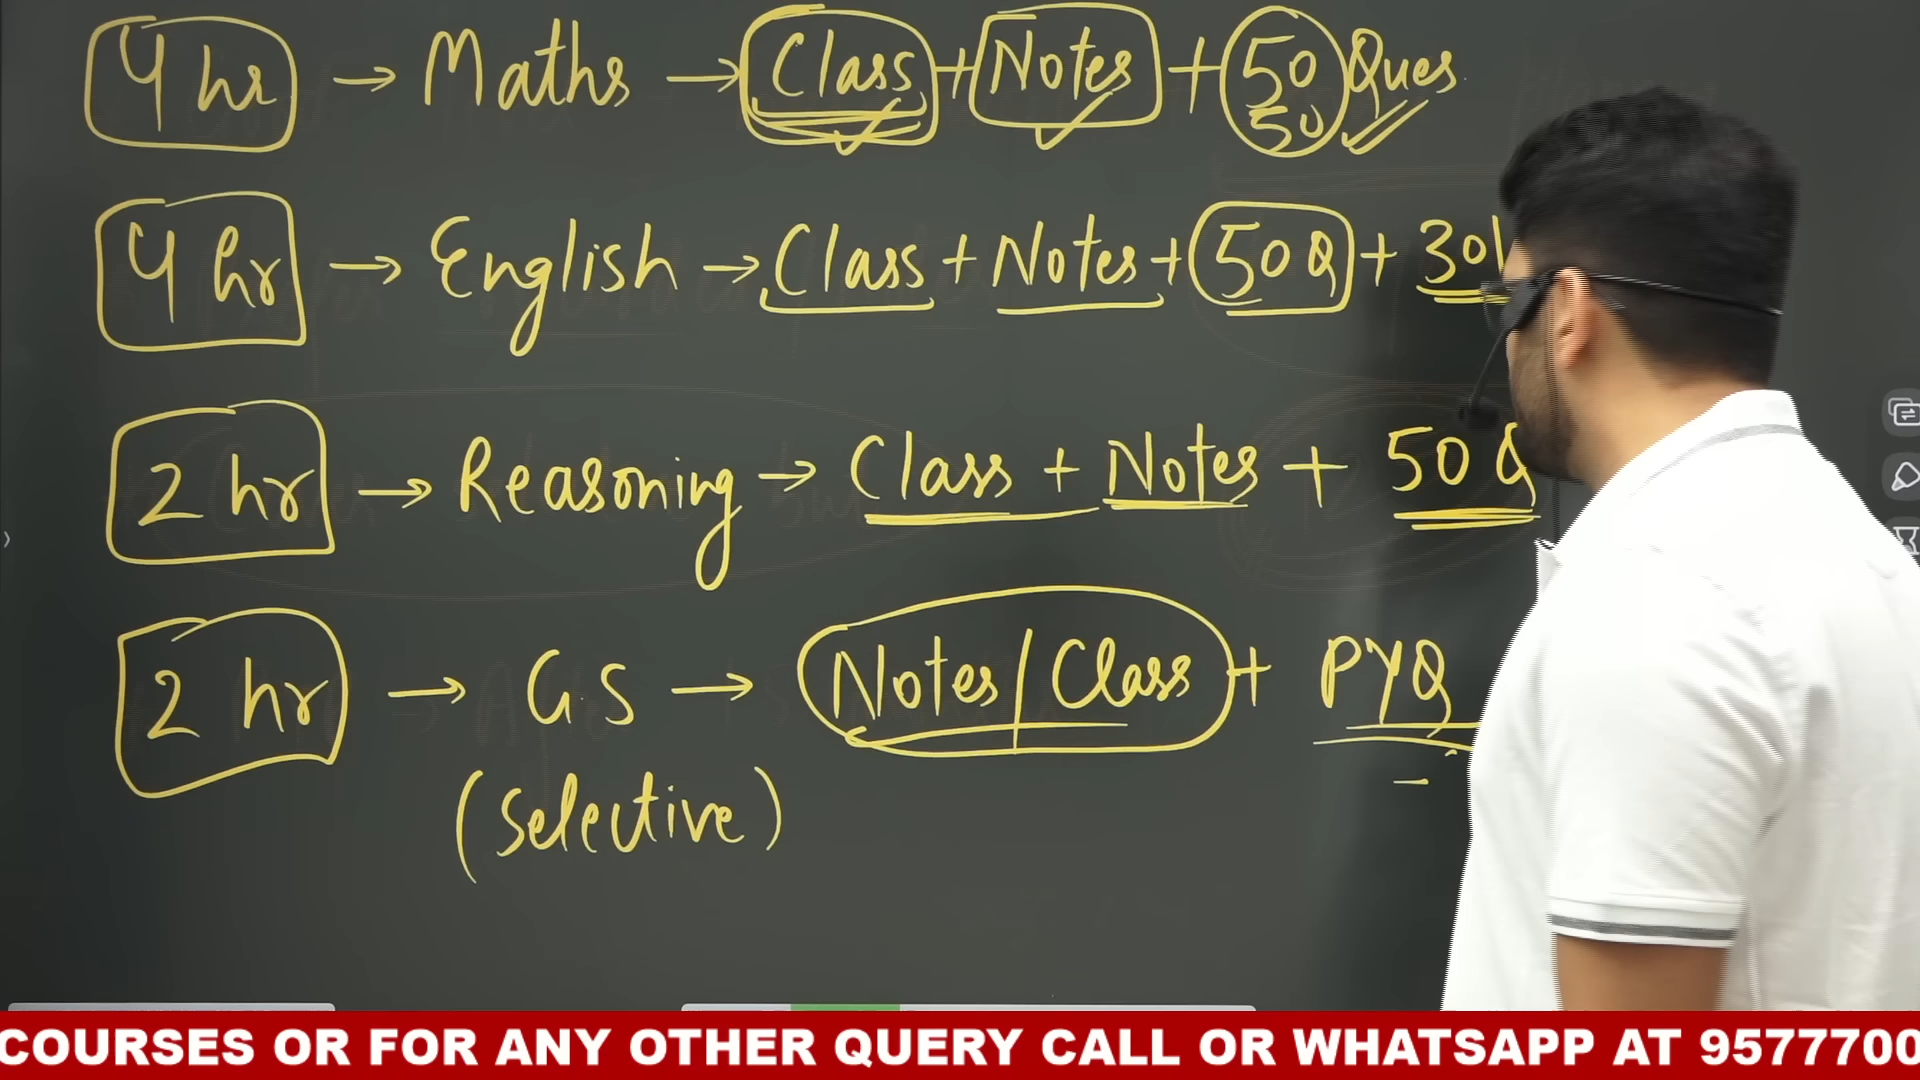 4 hr → Maths → Class + Notes + 50 Ques
50
4 hr → English → Class + Notes + 50 Q + 30
2 hr → Reasoning → Class + Notes + 50 Q
2 hr → G.S → Notes / Class + PYQ
(Selective)
COURSES OR FOR ANY OTHER QUERY CALL OR WHATSAPP AT 9577700